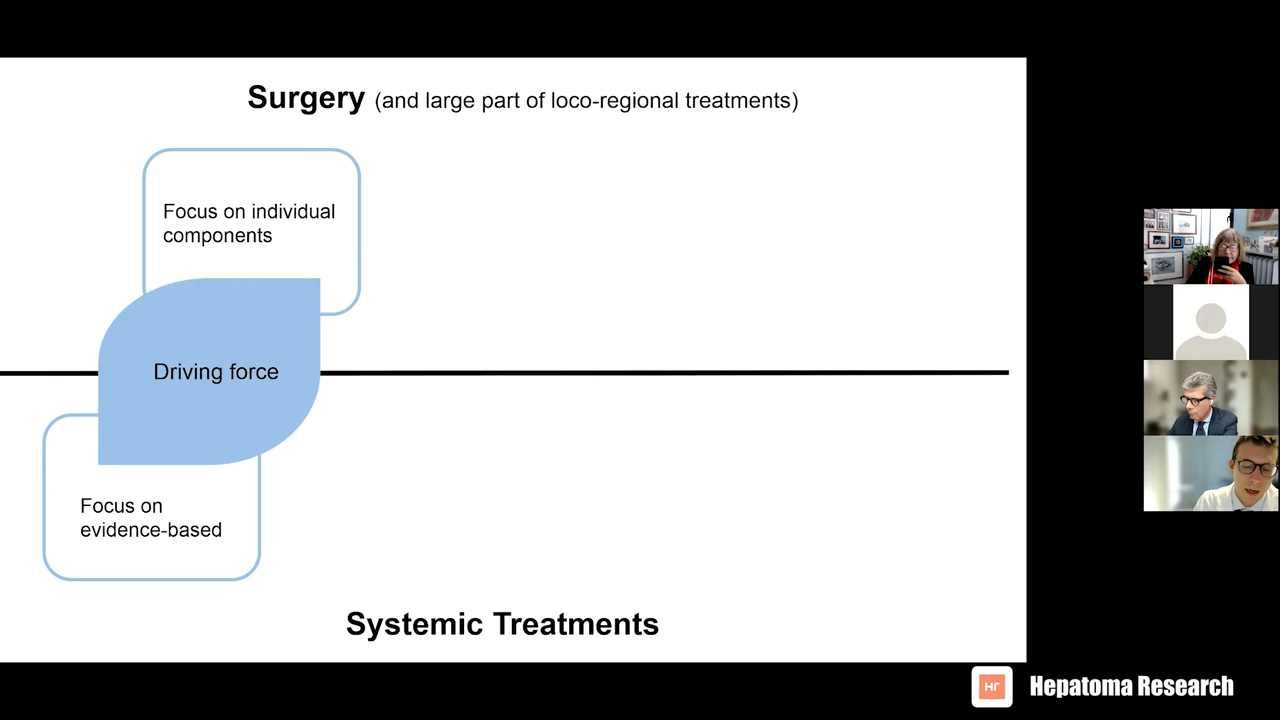 Surgery (and large part of loco-regional treatments)
Focus on individual
components
Driving force
Focus on
evidence-based
Systemic Treatments
Hr
Hepatoma Research